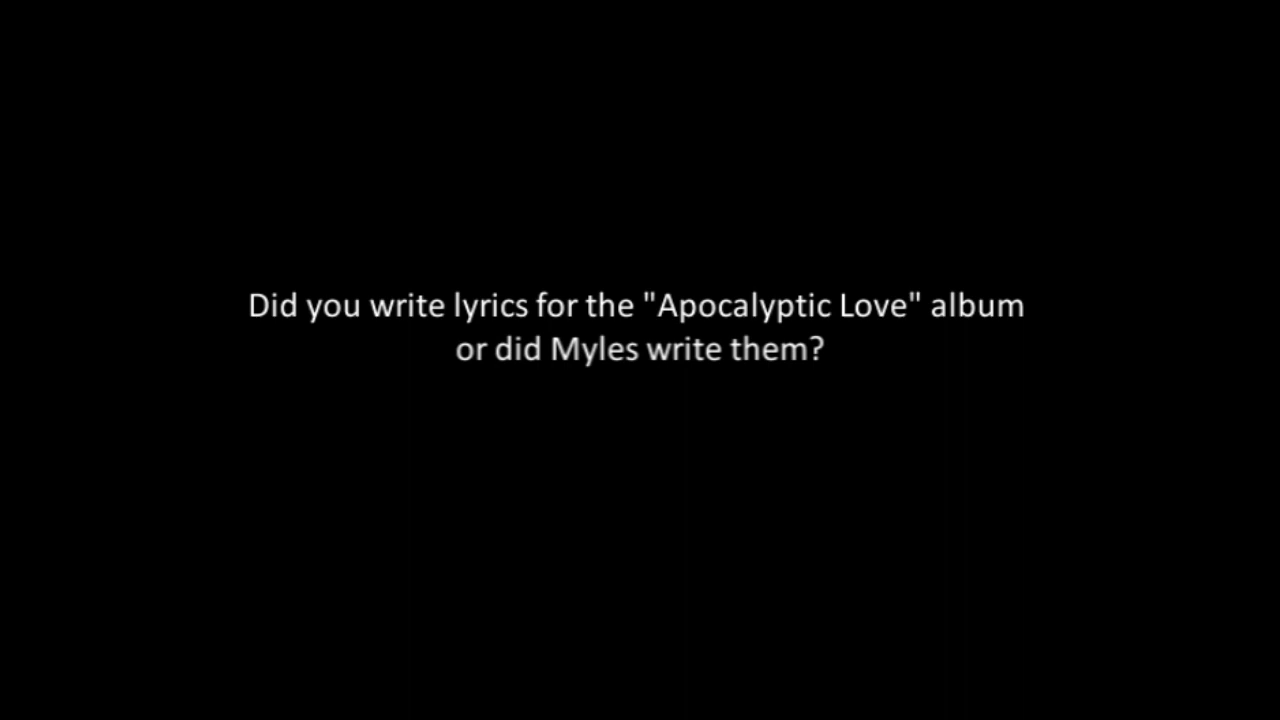 Did you write lyrics for the "Apocalyptic Love" album
or did Myles write them?